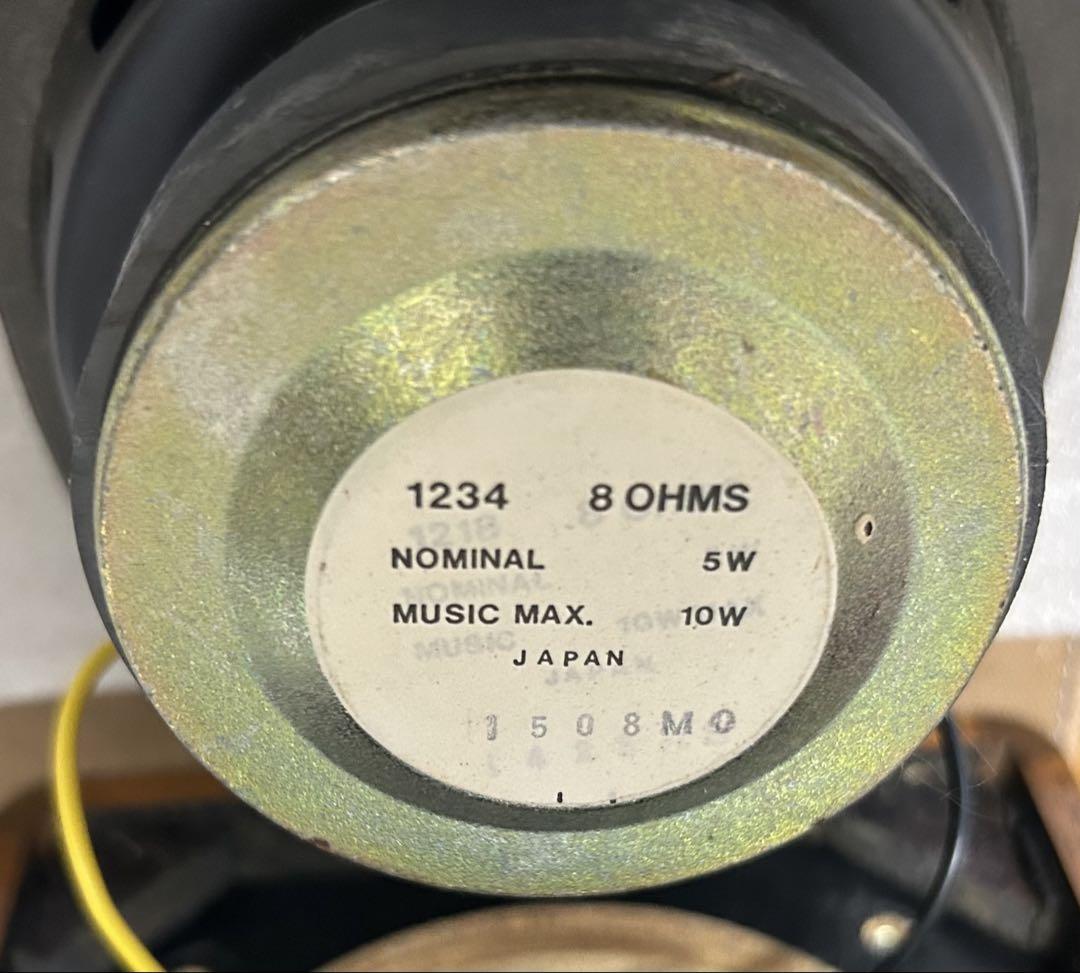 1234 8 OHMS
NOMINAL 5W
MUSIC MAX. 10W
JAPAN
1508MO